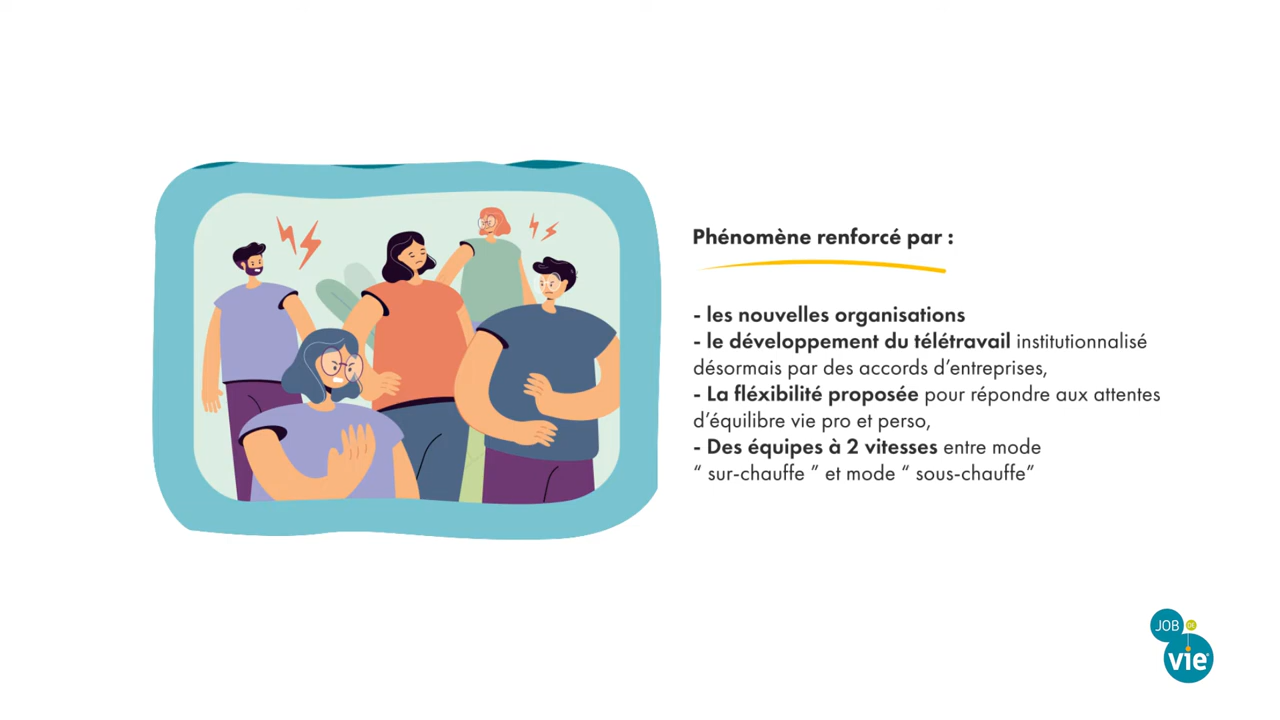 Phénomène renforcé par :
- les nouvelles organisations
- le développement du télétravail institutionnalisé
désormais par des accords d’entreprises,
- La fléxibilité proposée pour répondre aux attentes
d’équilibre vie pro et perso,
- Des équipes à 2 vitesses entre mode
“ sur-chauffe ” et mode “ sous-chauffe”
JOB
DE
vie®